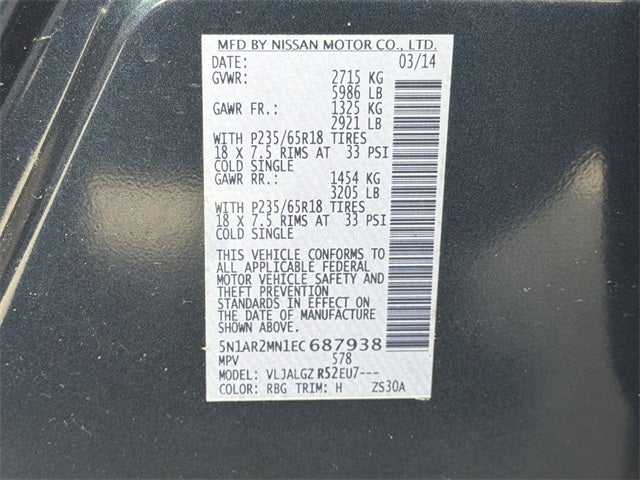 MFD BY NISSAN MOTOR CO., LTD.
DATE: 03/14
GVWR: 2715 KG
5986 LB
GAWR FR.: 1325 KG
2921 LB
WITH P235/65R18 TIRES
18 X 7.5 RIMS AT 33 PSI
COLD SINGLE
GAWR RR.: 1454 KG
3205 LB
WITH P235/65R18 TIRES
18 X 7.5 RIMS AT 33 PSI
COLD SINGLE
THIS VEHICLE CONFORMS TO
ALL APPLICABLE FEDERAL
MOTOR VEHICLE SAFETY AND
THEFT PREVENTION
STANDARDS IN EFFECT ON
THE DATE OF MANUFACTURE
SHOWN ABOVE.
5N1AR2MN1EC687938
MPV 578
MODEL: VLJALGZ R52EU7---
COLOR: RBG TRIM: H ZS30A